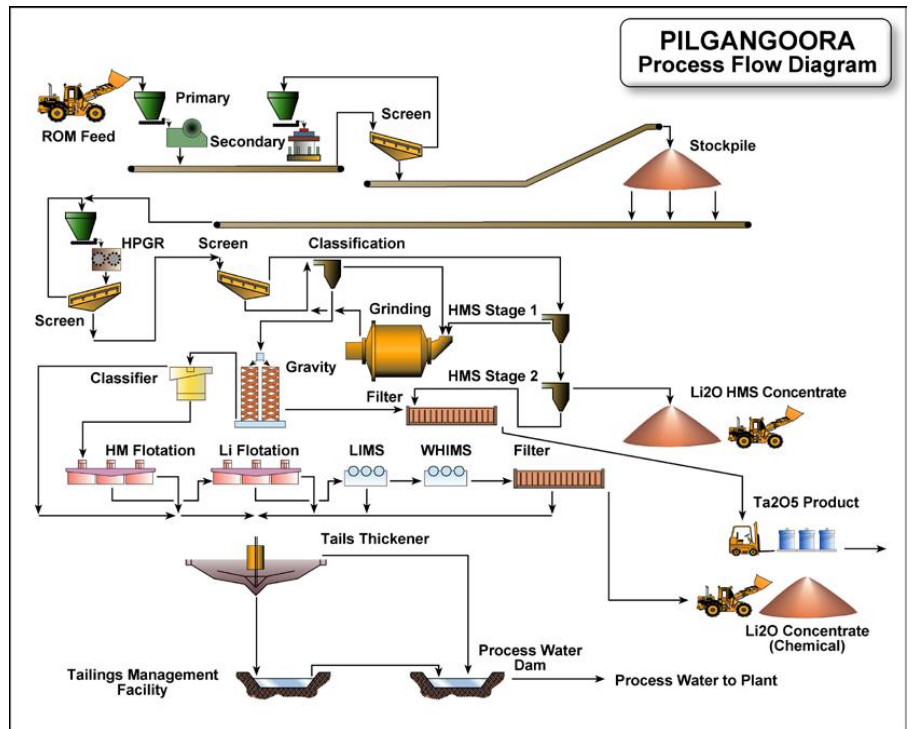 PILGANGOORA
Process Flow Diagram
ROM Feed
Primary
Secondary
Screen
Stockpile
HPGR
Screen
Screen
Classification
Grinding
HMS Stage 1
HMS Stage 2
Gravity
Classifier
Filter
Li2O HMS Concentrate
HM Flotation
Li Flotation
LIMS
WHIMS
Filter
Ta2O5 Product
Tails Thickener
Li2O Concentrate
(Chemical)
Tailings Management
Facility
Process Water
Dam
Process Water to Plant